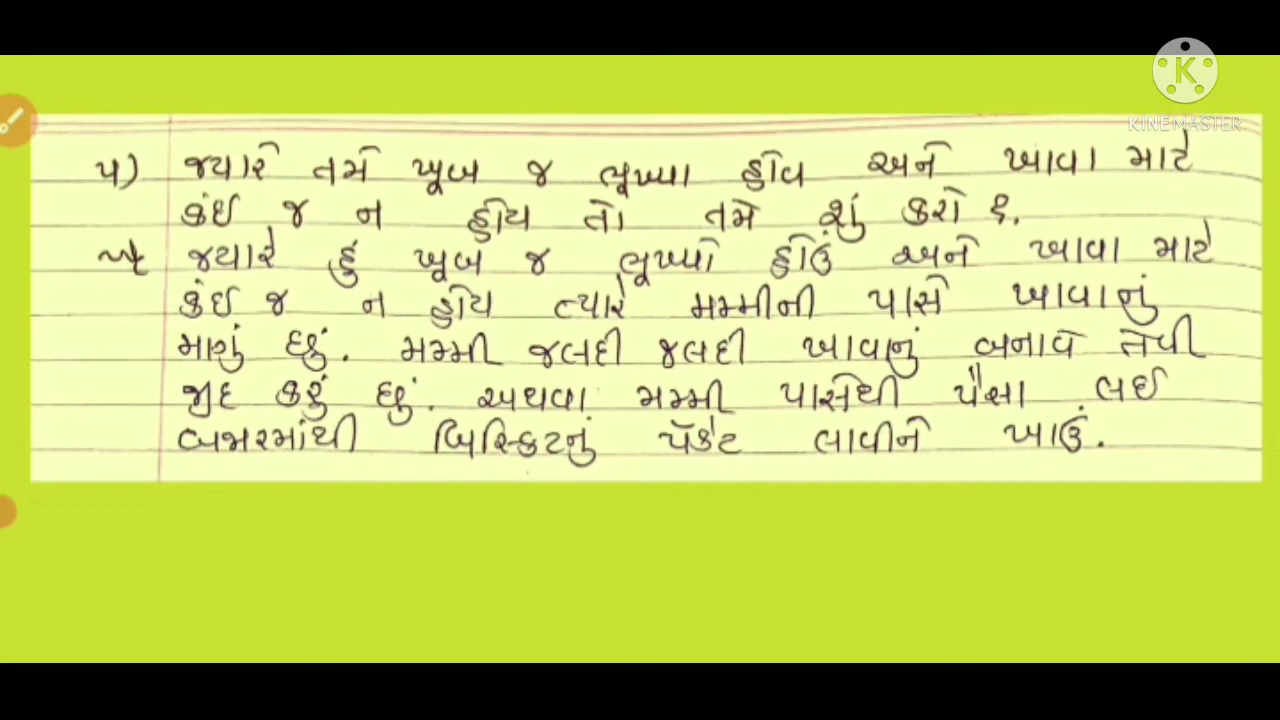 KINEMASTER
૫) જ્યારે તમે ખૂબ જ ભૂખ્યા હોવ અને ખાવા માટે
કંઈ જ ન હોય તો તમે શું કરો છો.
જ્યારે હું ખૂબ જ ભૂખ્યો હોઉં અને ખાવા માટે
કંઈ જ ન હોય ત્યારે મમ્મીની પાસે ખાવાનું
માગું છું. મમ્મી જલદી જલદી ખાવાનું બનાવે તેવી
જીદ કરું છું. અથવા મમ્મી પાસેથી પૈસા લઈ
બજારમાંથી બિસ્કિટનું પૅકેટ લાવીને ખાઉં.